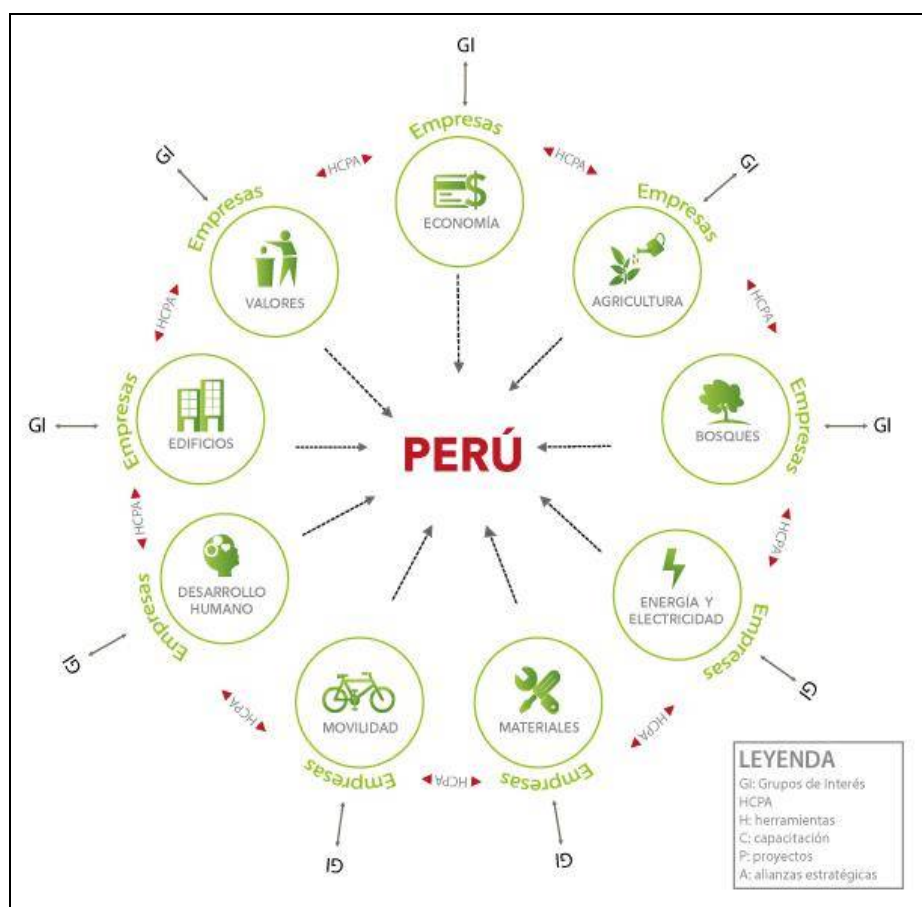 GI
Empresas
ECONOMÍA
HCPA
GI
Empresas
AGRICULTURA
HCPA
Empresas
BOSQUES
GI
HCPA
ENERGÍA Y
ELECTRICIDAD
Empresas
GI
HCPA
MATERIALES
Empresas
GI
HCPA
MOVILIDAD
Empresas
GI
HCPA
DESARROLLO
HUMANO
Empresas
GI
HCPA
EDIFICIOS
Empresas
GI
HCPA
VALORES
Empresas
GI
HCPA
PERÚ
LEYENDA
GI: Grupos de Interés
HCPA
H: herramientas
C: capacitación
P: proyectos
A: alianzas estratégicas